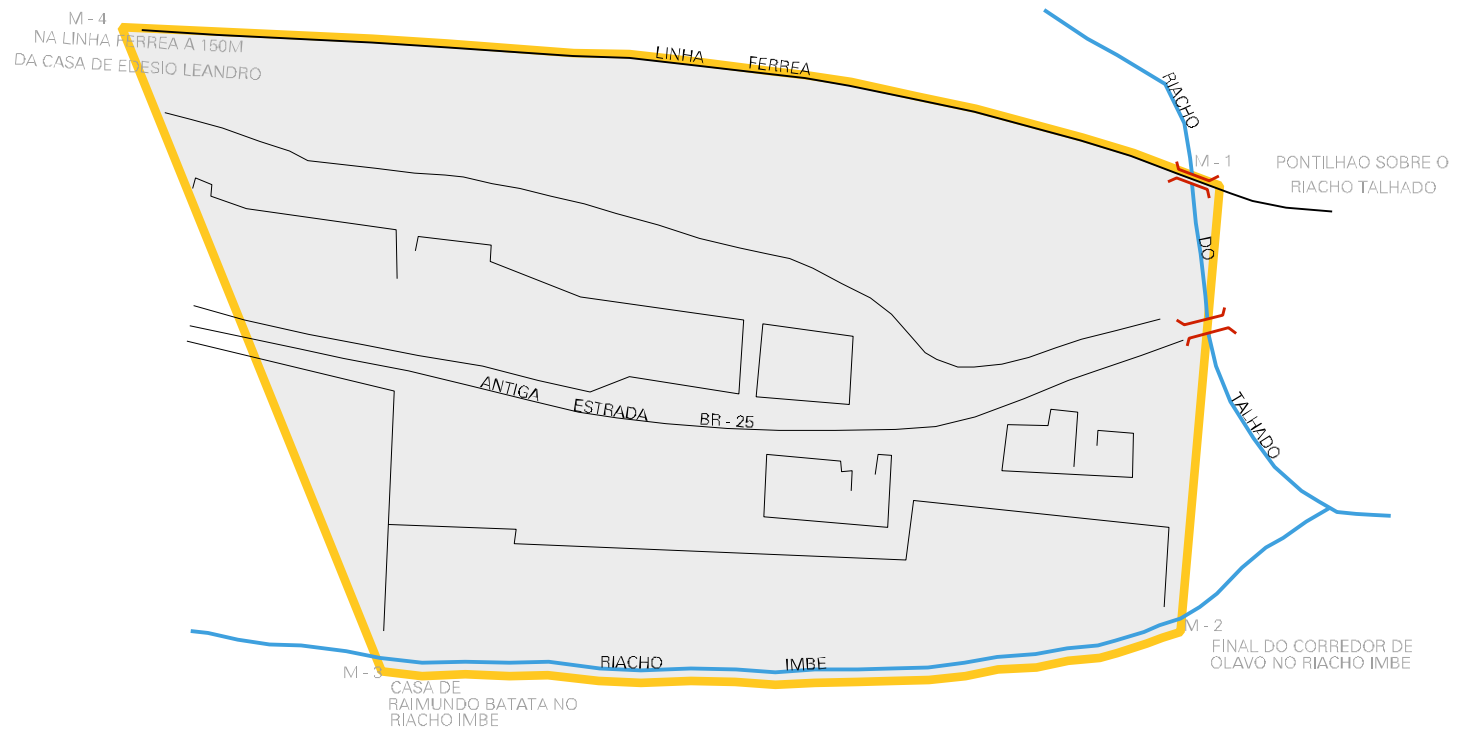 M - 4
NA LINHA FERREA A 150M
DA CASA DE EDESIO LEANDRO
LINHA FERREA
RIACHO
DO
TALHADO
M - 1
PONTILHAO SOBRE O
RIACHO TALHADO
ANTIGA ESTRADA BR - 25
M - 2
FINAL DO CORREDOR DE
OLAVO NO RIACHO IMBE
RIACHO IMBE
M - 3
CASA DE
RAIMUNDO BATATA NO
RIACHO IMBE